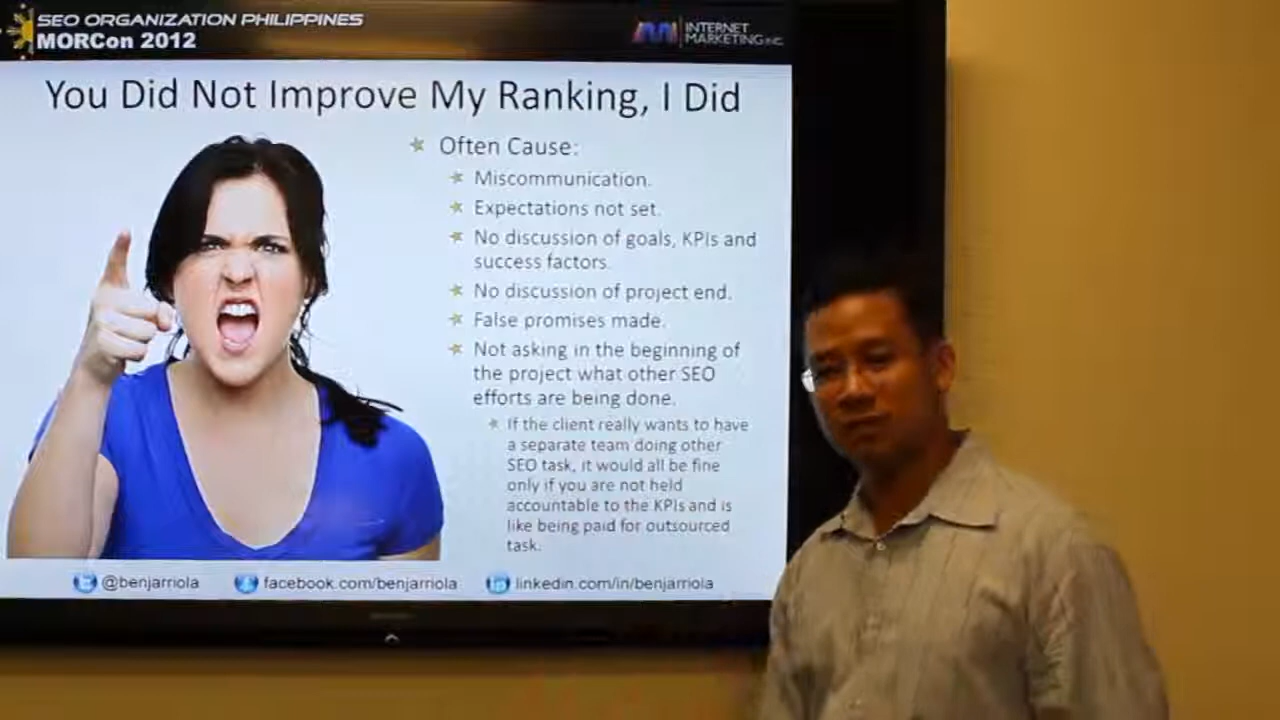 SEO ORGANIZATION PHILIPPINES
MORCon 2012
INTERNET
MARKETING INC.
You Did Not Improve My Ranking, I Did
Often Cause:
Miscommunication.
Expectations not set.
No discussion of goals, KPIs and
success factors.
No discussion of project end.
False promises made.
Not asking in the beginning of
the project what other SEO
efforts are being done.
If the client really wants to have
a separate team doing other
SEO task, it would all be fine
only if you are not held
accountable to the KPIs and is
like being paid for outsourced
task.
@benjarriola
facebook.com/benjarriola
linkedin.com/in/benjarriola